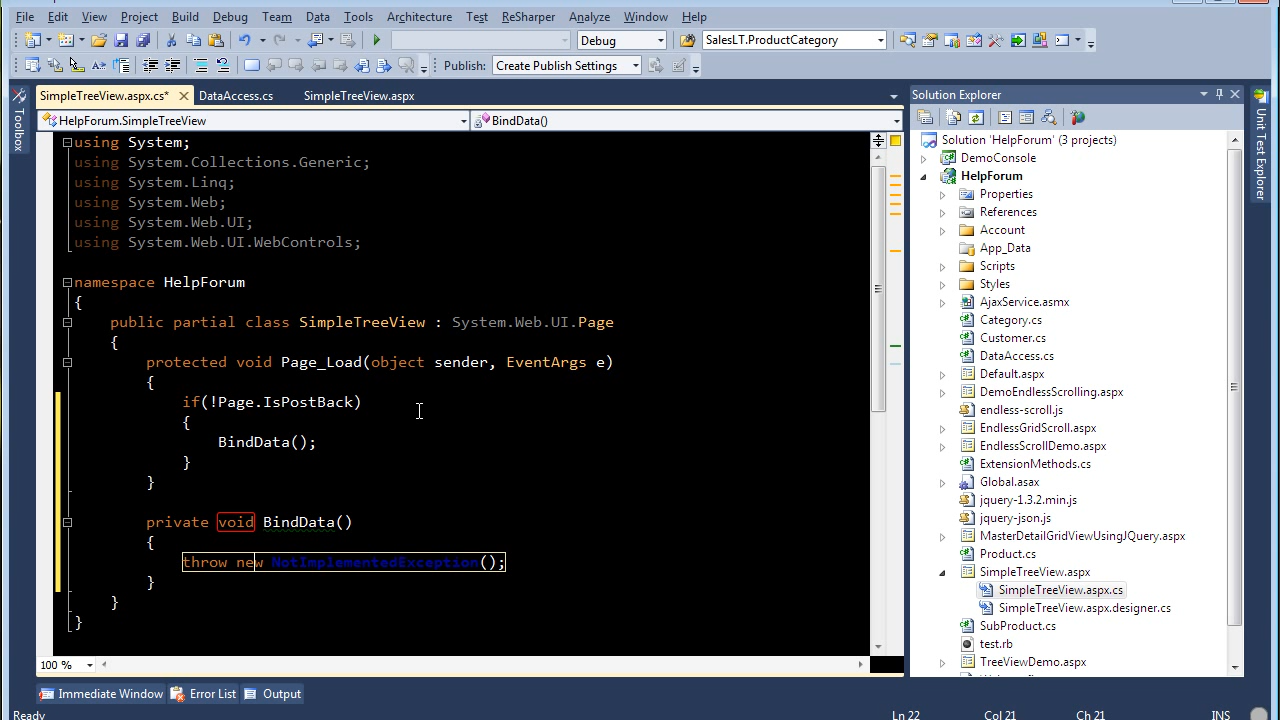 File Edit View Project Build Debug Team Data Tools Architecture Test ReSharper Analyze Window Help
Debug SalesLT.ProductCategory
Publish: Create Publish Settings
SimpleTreeView.aspx.cs* DataAccess.cs SimpleTreeView.aspx
HelpForum.SimpleTreeView BindData()
Toolbox
using System;
using System.Collections.Generic;
using System.Linq;
using System.Web;
using System.Web.UI;
using System.Web.UI.WebControls;
namespace HelpForum
{
public partial class SimpleTreeView : System.Web.UI.Page
{
protected void Page_Load(object sender, EventArgs e)
{
if(!Page.IsPostBack)
{
BindData();
}
}
private void BindData()
{
throw new NotImplementedException();
}
}
}
100 %
Solution Explorer
Solution 'HelpForum' (3 projects)
DemoConsole
HelpForum
Properties
References
Account
App_Data
Scripts
Styles
AjaxService.asmx
Category.cs
Customer.cs
DataAccess.cs
Default.aspx
DemoEndlessScrolling.aspx
endless-scroll.js
EndlessGridScroll.aspx
EndlessScrollDemo.aspx
ExtensionMethods.cs
Global.asax
jquery-1.3.2.min.js
jquery-json.js
MasterDetailGridViewUsingJQuery.aspx
Product.cs
SimpleTreeView.aspx
SimpleTreeView.aspx.cs
SimpleTreeView.aspx.designer.cs
SubProduct.cs
test.rb
TreeViewDemo.aspx
Unit Test Explorer
Immediate Window Error List Output
Ready Ln 22 Col 21 Ch 21 INS